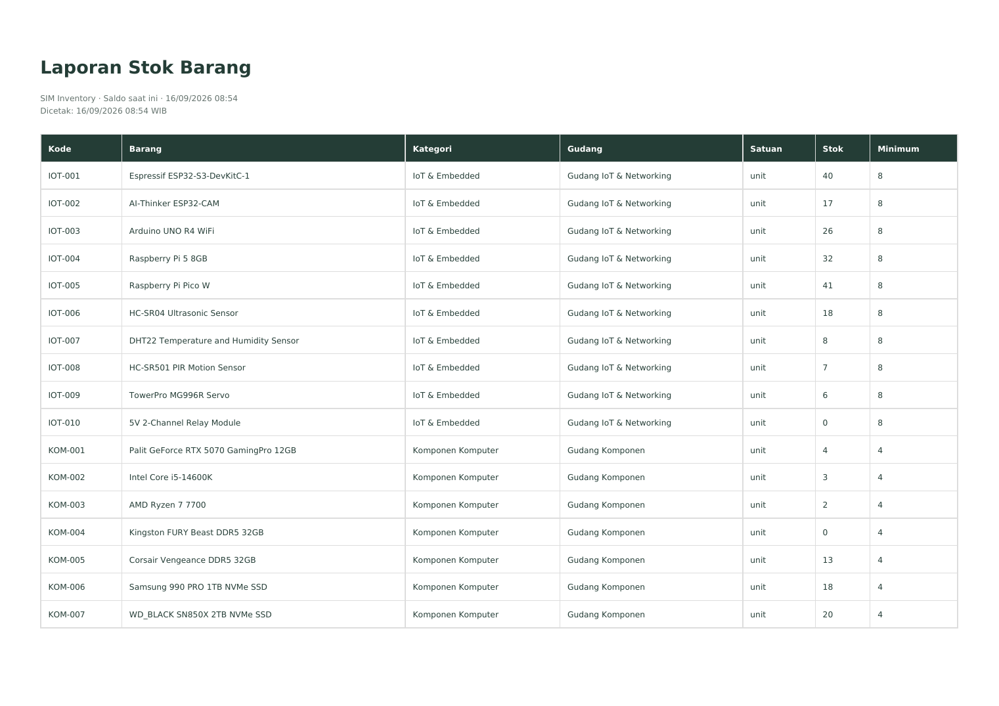 Laporan Stok Barang
SIM Inventory · Saldo saat ini · 16/09/2026 08:54
Dicetak: 16/09/2026 08:54 WIB
Kode Barang Kategori Gudang Satuan Stok Minimum
IOT-001 Espressif ESP32-S3-DevKitC-1 IoT & Embedded Gudang IoT & Networking unit 40 8
IOT-002 AI-Thinker ESP32-CAM IoT & Embedded Gudang IoT & Networking unit 17 8
IOT-003 Arduino UNO R4 WiFi IoT & Embedded Gudang IoT & Networking unit 26 8
IOT-004 Raspberry Pi 5 8GB IoT & Embedded Gudang IoT & Networking unit 32 8
IOT-005 Raspberry Pi Pico W IoT & Embedded Gudang IoT & Networking unit 41 8
IOT-006 HC-SR04 Ultrasonic Sensor IoT & Embedded Gudang IoT & Networking unit 18 8
IOT-007 DHT22 Temperature and Humidity Sensor IoT & Embedded Gudang IoT & Networking unit 8 8
IOT-008 HC-SR501 PIR Motion Sensor IoT & Embedded Gudang IoT & Networking unit 7 8
IOT-009 TowerPro MG996R Servo IoT & Embedded Gudang IoT & Networking unit 6 8
IOT-010 5V 2-Channel Relay Module IoT & Embedded Gudang IoT & Networking unit 0 8
KOM-001 Palit GeForce RTX 5070 GamingPro 12GB Komponen Komputer Gudang Komponen unit 4 4
KOM-002 Intel Core i5-14600K Komponen Komputer Gudang Komponen unit 3 4
KOM-003 AMD Ryzen 7 7700 Komponen Komputer Gudang Komponen unit 2 4
KOM-004 Kingston FURY Beast DDR5 32GB Komponen Komputer Gudang Komponen unit 0 4
KOM-005 Corsair Vengeance DDR5 32GB Komponen Komputer Gudang Komponen unit 13 4
KOM-006 Samsung 990 PRO 1TB NVMe SSD Komponen Komputer Gudang Komponen unit 18 4
KOM-007 WD_BLACK SN850X 2TB NVMe SSD Komponen Komputer Gudang Komponen unit 20 4